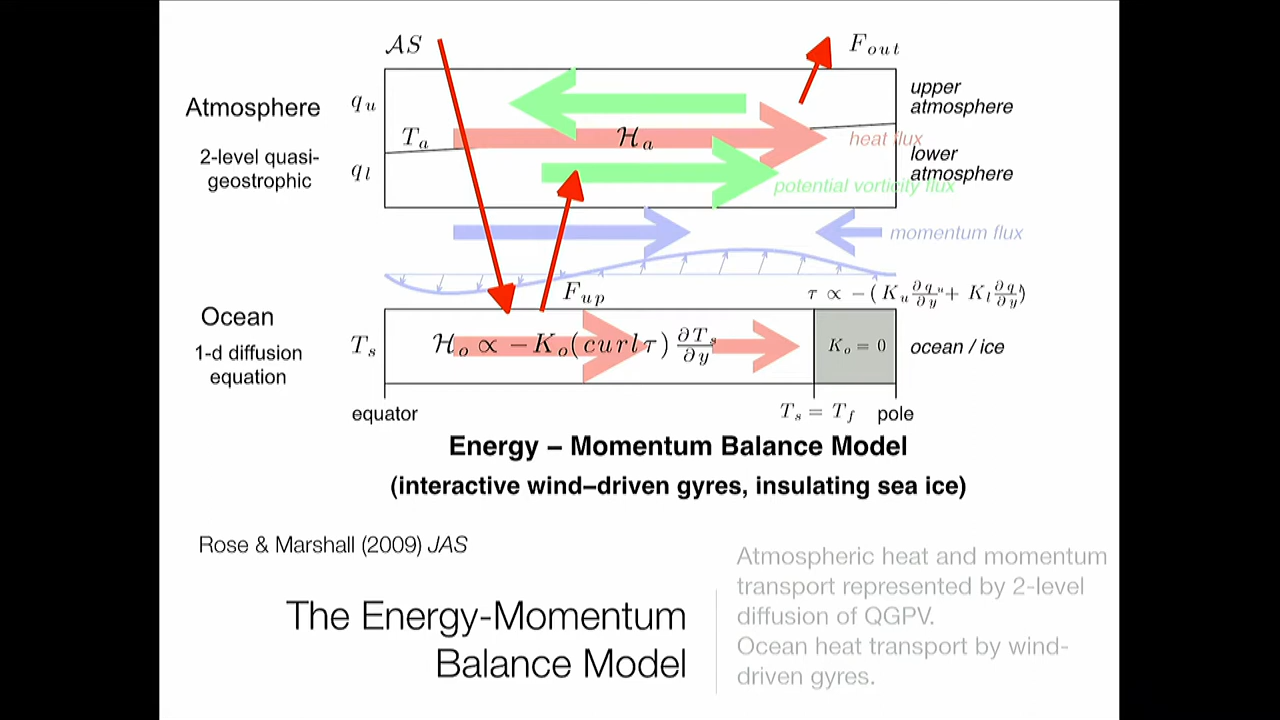 𝒜S
F_out
Atmosphere
q_u
upper
atmosphere
T_a
ℋ_a
heat flux
2-level quasi-
geostrophic
q_l
lower
atmosphere
potential vorticity flux
momentum flux
F_up
τ ∝ −( K_u ∂q_u/∂y + K_l ∂q_l/∂y )
Ocean
1-d diffusion
equation
T_s
ℋ_o ∝ −K_o(curl τ) ∂T_s/∂y
K_o = 0
ocean / ice
equator
T_s = T_f
pole
Energy – Momentum Balance Model
(interactive wind–driven gyres, insulating sea ice)
Rose & Marshall (2009) JAS
The Energy-Momentum
Balance Model
Atmospheric heat and momentum
transport represented by 2-level
diffusion of QGPV.
Ocean heat transport by wind-
driven gyres.